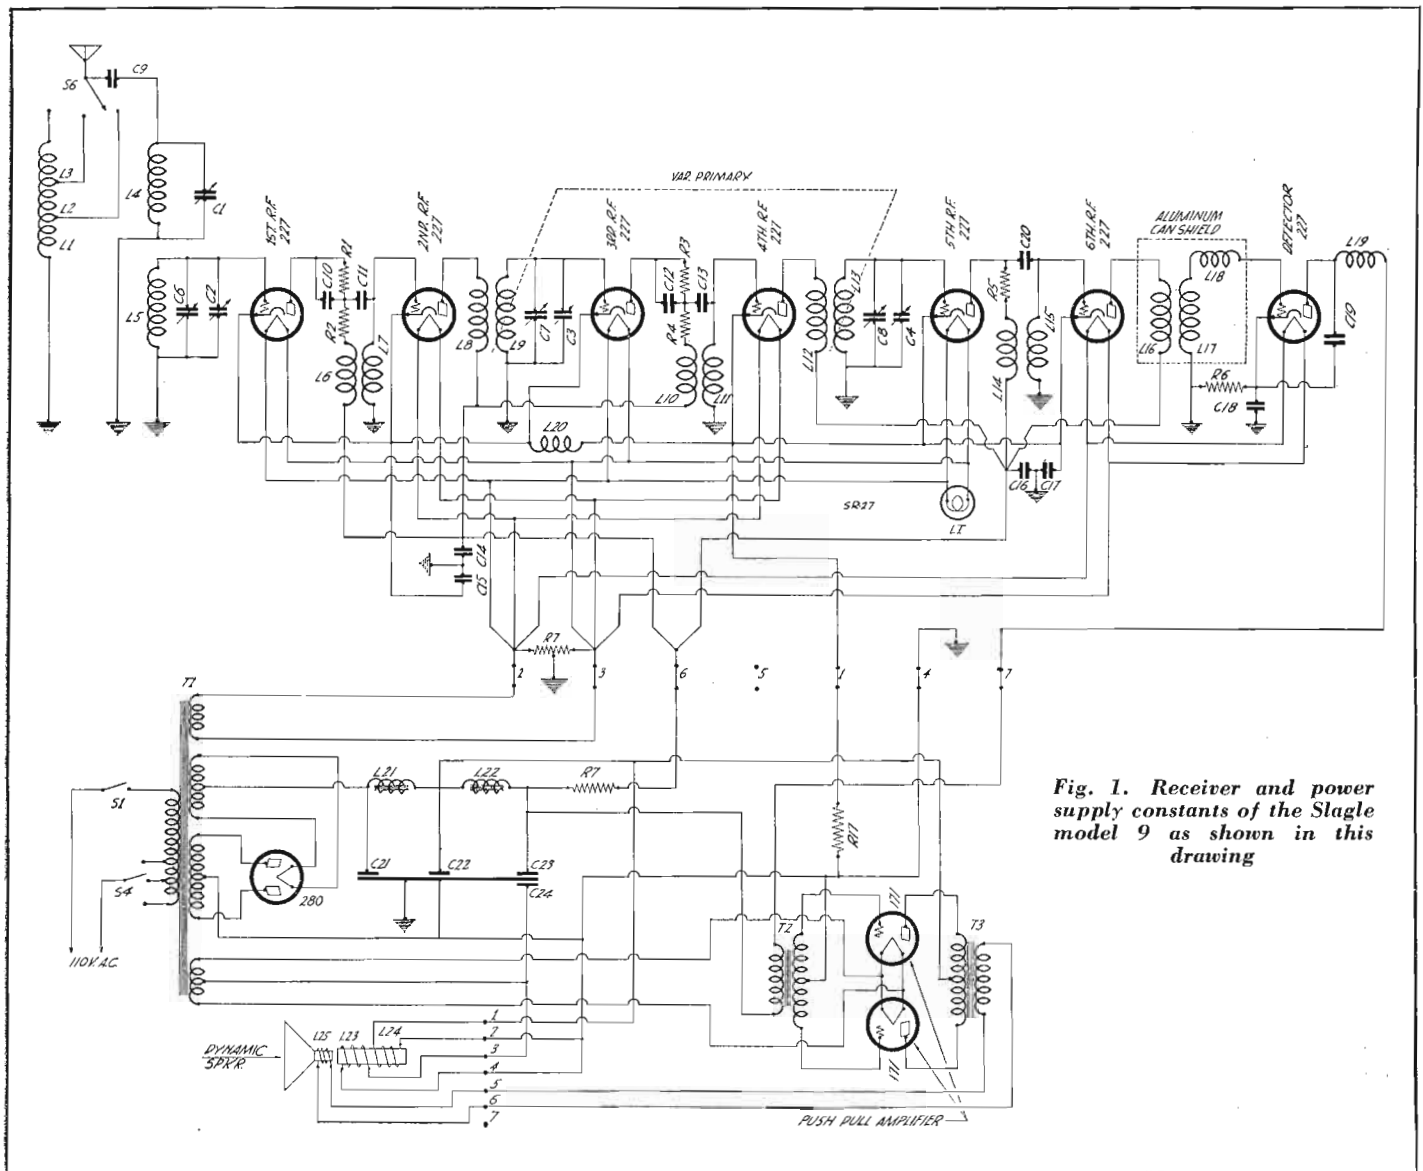 C9
S6
L3
L4
L2
C1
L1
1ST. R.F.
227
R1
2ND. R.F.
227
VAR. PRIMARY
3RD. R.F.
227
R3
4TH. R.F.
227
5TH. R.F.
227
C20
6TH. R.F.
227
ALUMINUM
CAN SHIELD
DETECTOR
227
L19
L5
C6
C2
C10
C11
R2
L6
L7
L8
L9
C7
C3
C12
C13
R4
L10
L11
L12
L13
C8
C4
R5
L14
L15
L16
L17
L18
R6
C18
C19
L20
C16
C17
SR27
LT
C14
C15
R7
2
3
6
5
1
4
7
T1
S1
S4
110V. A.C.
L21
L22
R7
R17
C21
C22
C23
C24
280
T2
171
171
T3
PUSH PULL AMPLIFIER
DYNAMIC
SPKR.
L25
L23
L24
1
2
3
4
5
6
7
Fig. 1. Receiver and power
supply constants of the Slagle
model 9 as shown in this
drawing